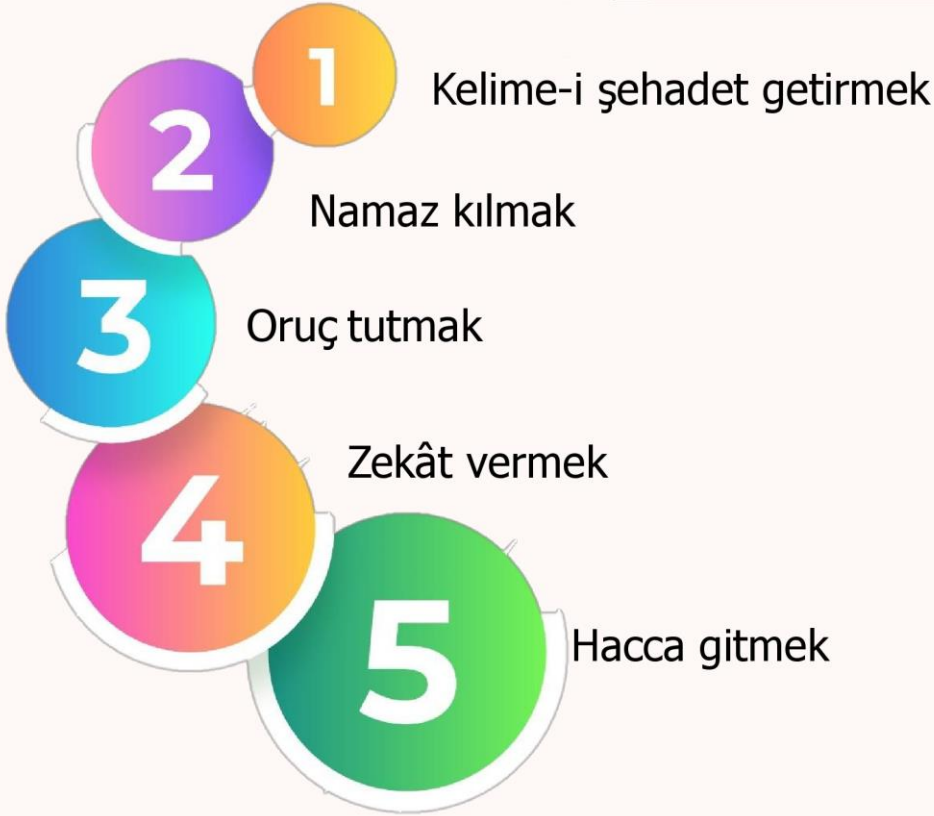 1 Kelime-i şehadet getirmek
2 Namaz kılmak
3 Oruç tutmak
4 Zekât vermek
5 Hacca gitmek